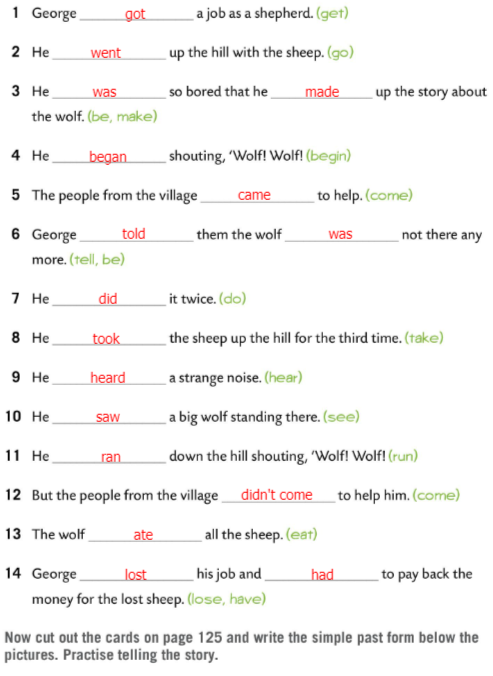 1 George got a job as a shepherd. (get)
2 He went up the hill with the sheep. (go)
3 He was so bored that he made up the story about
the wolf. (be, make)
4 He began shouting, ‘Wolf! Wolf! (begin)
5 The people from the village came to help. (come)
6 George told them the wolf was not there any
more. (tell, be)
7 He did it twice. (do)
8 He took the sheep up the hill for the third time. (take)
9 He heard a strange noise. (hear)
10 He saw a big wolf standing there. (see)
11 He ran down the hill shouting, ‘Wolf! Wolf! (run)
12 But the people from the village didn't come to help him. (come)
13 The wolf ate all the sheep. (eat)
14 George lost his job and had to pay back the
money for the lost sheep. (lose, have)
Now cut out the cards on page 125 and write the simple past form below the
pictures. Practise telling the story.